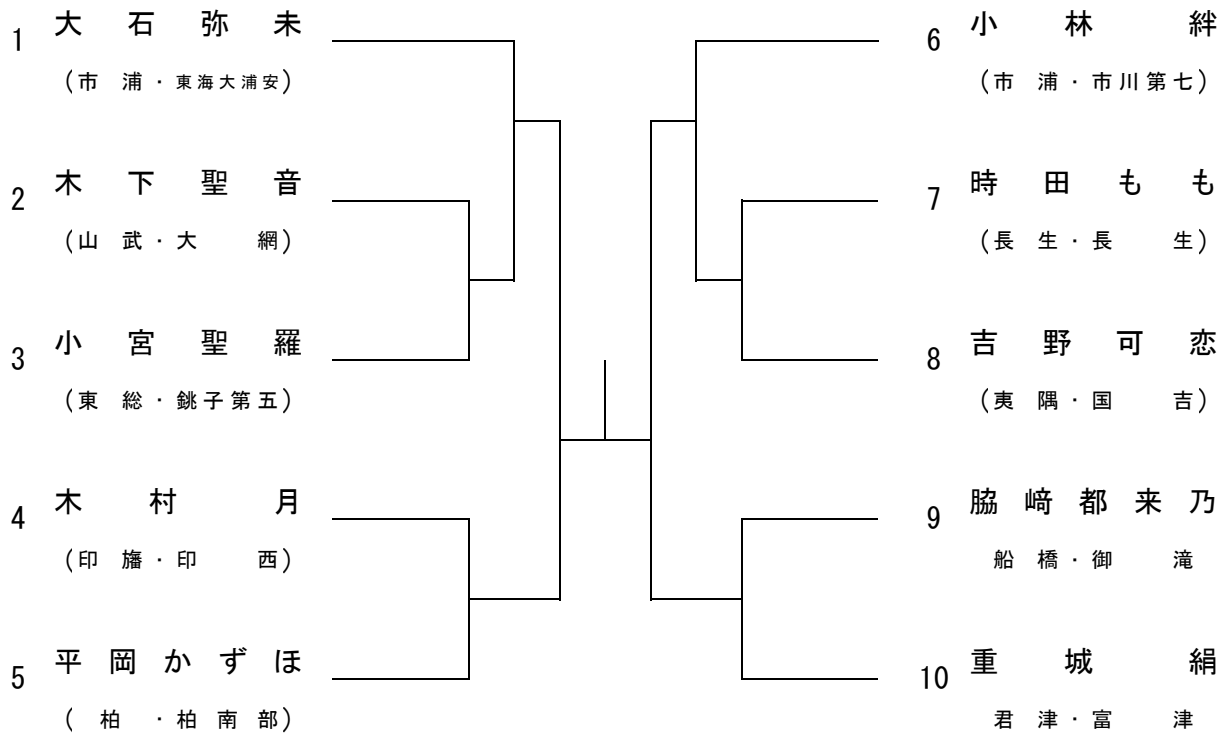 1 大石弥未
（市浦・東海大浦安）
2 木下聖音
（山武・大網）
3 小宮聖羅
（東総・銚子第五）
4 木村月
（印旛・印西）
5 平岡かずほ
（柏・柏南部）
6 小林絆
（市浦・市川第七）
7 時田もも
（長生・長生）
8 吉野可恋
（夷隅・国吉）
9 脇﨑都来乃
船橋・御滝
10 重城絹
君津・富津